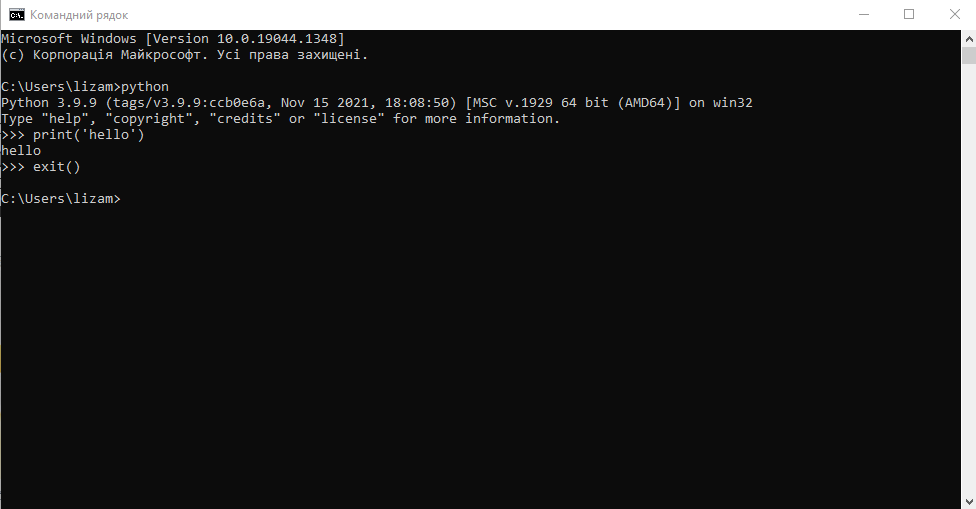 Командний рядок
Microsoft Windows [Version 10.0.19044.1348]
(c) Корпорація Майкрософт. Усі права захищені.
C:\Users\lizam>python
Python 3.9.9 (tags/v3.9.9:ccb0e6a, Nov 15 2021, 18:08:50) [MSC v.1929 64 bit (AMD64)] on win32
Type "help", "copyright", "credits" or "license" for more information.
>>> print('hello')
hello
>>> exit()
C:\Users\lizam>